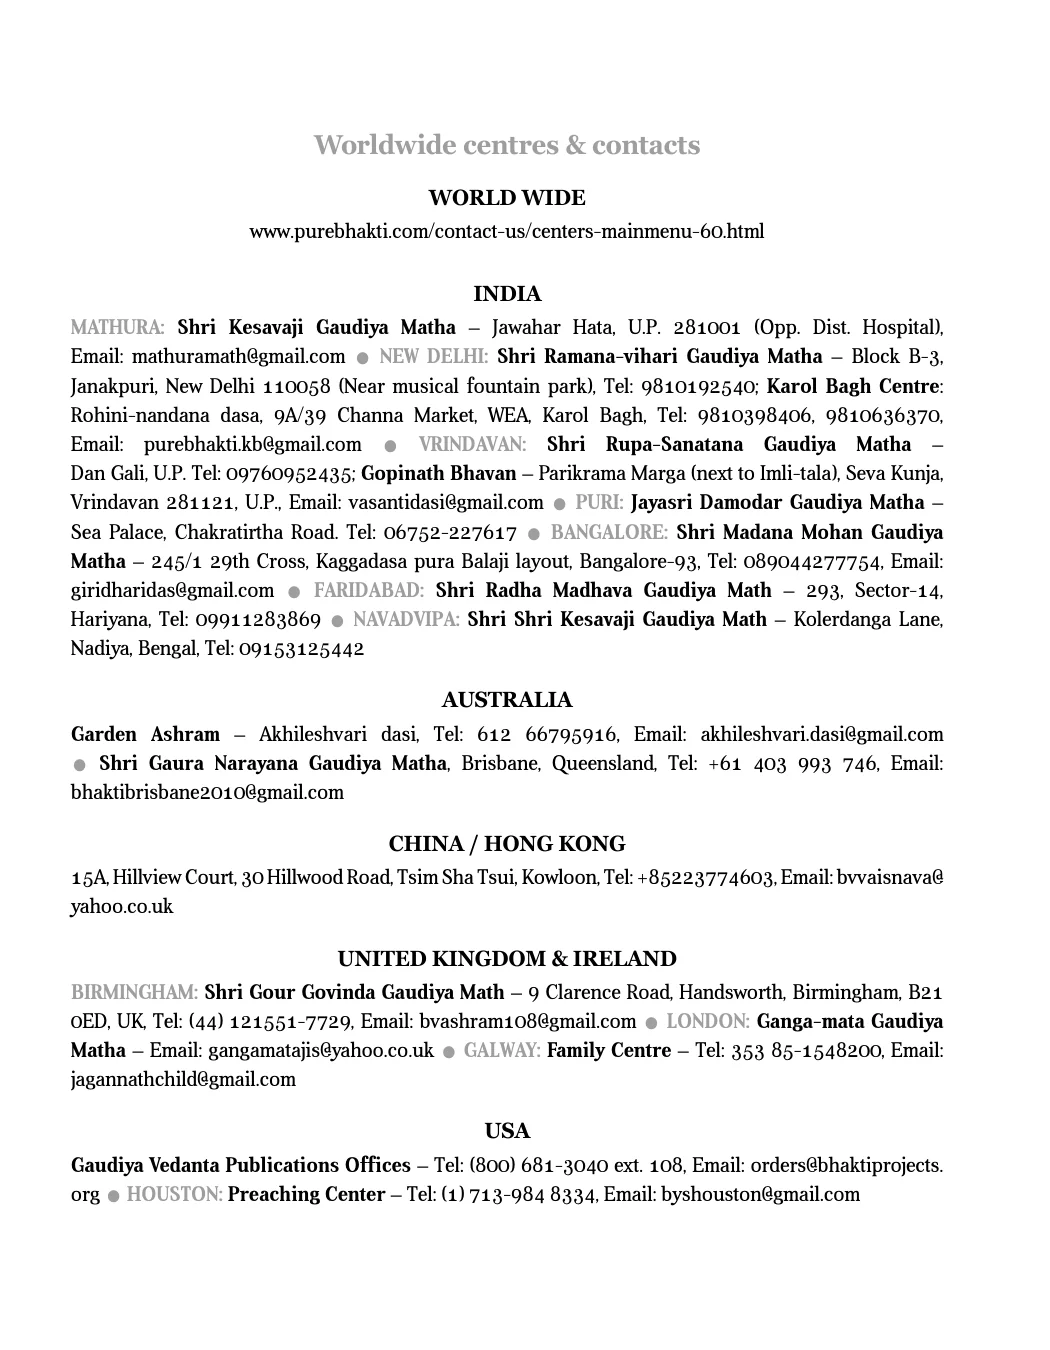 Worldwide centres & contacts
WORLD WIDE
www.purebhakti.com/contact-us/centers-mainmenu-60.html
INDIA
MATHURA: Shri Kesavaji Gaudiya Matha – Jawahar Hata, U.P. 281001 (Opp. Dist. Hospital),
Email: mathuramath@gmail.com ● NEW DELHI: Shri Ramana-vihari Gaudiya Matha – Block B-3,
Janakpuri, New Delhi 110058 (Near musical fountain park), Tel: 9810192540; Karol Bagh Centre:
Rohini-nandana dasa, 9A/39 Channa Market, WEA, Karol Bagh, Tel: 9810398406, 9810636370,
Email: purebhakti.kb@gmail.com ● VRINDAVAN: Shri Rupa-Sanatana Gaudiya Matha –
Dan Gali, U.P. Tel: 09760952435; Gopinath Bhavan – Parikrama Marga (next to Imli-tala), Seva Kunja,
Vrindavan 281121, U.P., Email: vasantidasi@gmail.com ● PURI: Jayasri Damodar Gaudiya Matha –
Sea Palace, Chakratirtha Road. Tel: 06752-227617 ● BANGALORE: Shri Madana Mohan Gaudiya
Matha – 245/1 29th Cross, Kaggadasa pura Balaji layout, Bangalore-93, Tel: 089044277754, Email:
giridharidas@gmail.com ● FARIDABAD: Shri Radha Madhava Gaudiya Math – 293, Sector-14,
Hariyana, Tel: 09911283869 ● NAVADVIPA: Shri Shri Kesavaji Gaudiya Math – Kolerdanga Lane,
Nadiya, Bengal, Tel: 09153125442
AUSTRALIA
Garden Ashram – Akhileshvari dasi, Tel: 612 66795916, Email: akhileshvari.dasi@gmail.com
● Shri Gaura Narayana Gaudiya Matha, Brisbane, Queensland, Tel: +61 403 993 746, Email:
bhaktibrisbane2010@gmail.com
CHINA / HONG KONG
15A, Hillview Court, 30 Hillwood Road, Tsim Sha Tsui, Kowloon, Tel: +85223774603, Email: bvvaisnava@
yahoo.co.uk
UNITED KINGDOM & IRELAND
BIRMINGHAM: Shri Gour Govinda Gaudiya Math – 9 Clarence Road, Handsworth, Birmingham, B21
0ED, UK, Tel: (44) 121551-7729, Email: bvashram108@gmail.com ● LONDON: Ganga-mata Gaudiya
Matha – Email: gangamatajis@yahoo.co.uk ● GALWAY: Family Centre – Tel: 353 85-1548200, Email:
jagannathchild@gmail.com
USA
Gaudiya Vedanta Publications Offices – Tel: (800) 681-3040 ext. 108, Email: orders@bhaktiprojects.
org ● HOUSTON: Preaching Center – Tel: (1) 713-984 8334, Email: byshouston@gmail.com